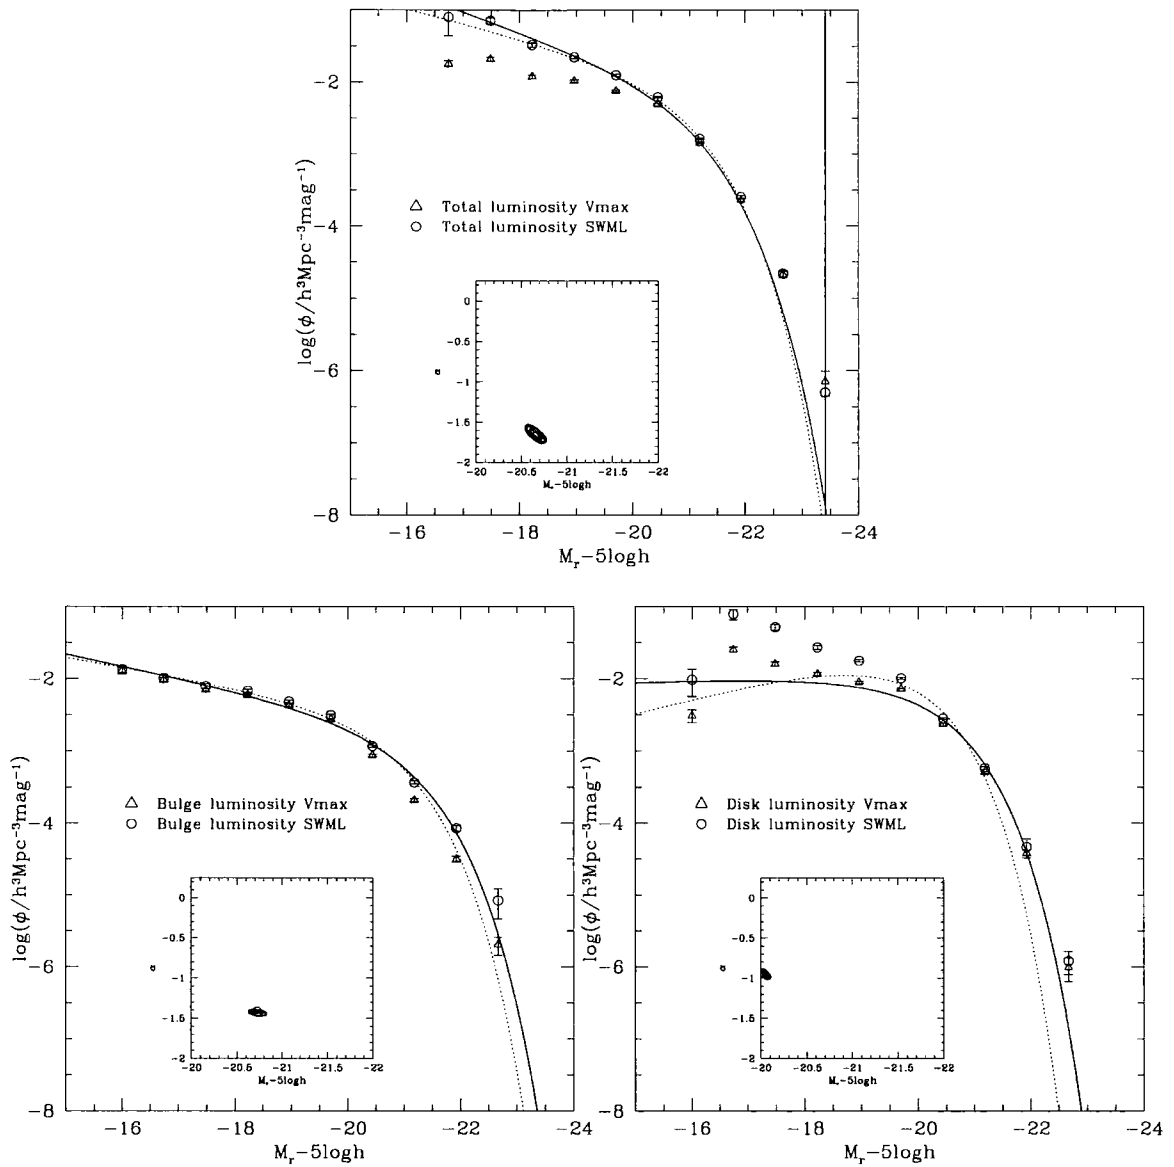 −2
−4
−6
−8
log(φ/h³Mpc⁻³mag⁻¹)
△ Total luminosity Vmax
○ Total luminosity SWML
0
−0.5
−1
−1.5
−2
α
−20 −20.5 −21 −21.5 −22
M*−5logh
−16 −18 −20 −22 −24
Mᵣ−5logh
−2
−4
−6
−8
log(φ/h³Mpc⁻³mag⁻¹)
△ Bulge luminosity Vmax
○ Bulge luminosity SWML
0
−0.5
−1
−1.5
−2
α
−20 −20.5 −21 −21.5 −22
M*−5logh
−16 −18 −20 −22 −24
Mᵣ−5logh
−2
−4
−6
−8
log(φ/h³Mpc⁻³mag⁻¹)
△ Disk luminosity Vmax
○ Disk luminosity SWML
0
−0.5
−1
−1.5
−2
α
−20 −20.5 −21 −21.5 −22
M*−5logh
−16 −18 −20 −22 −24
Mᵣ−5logh